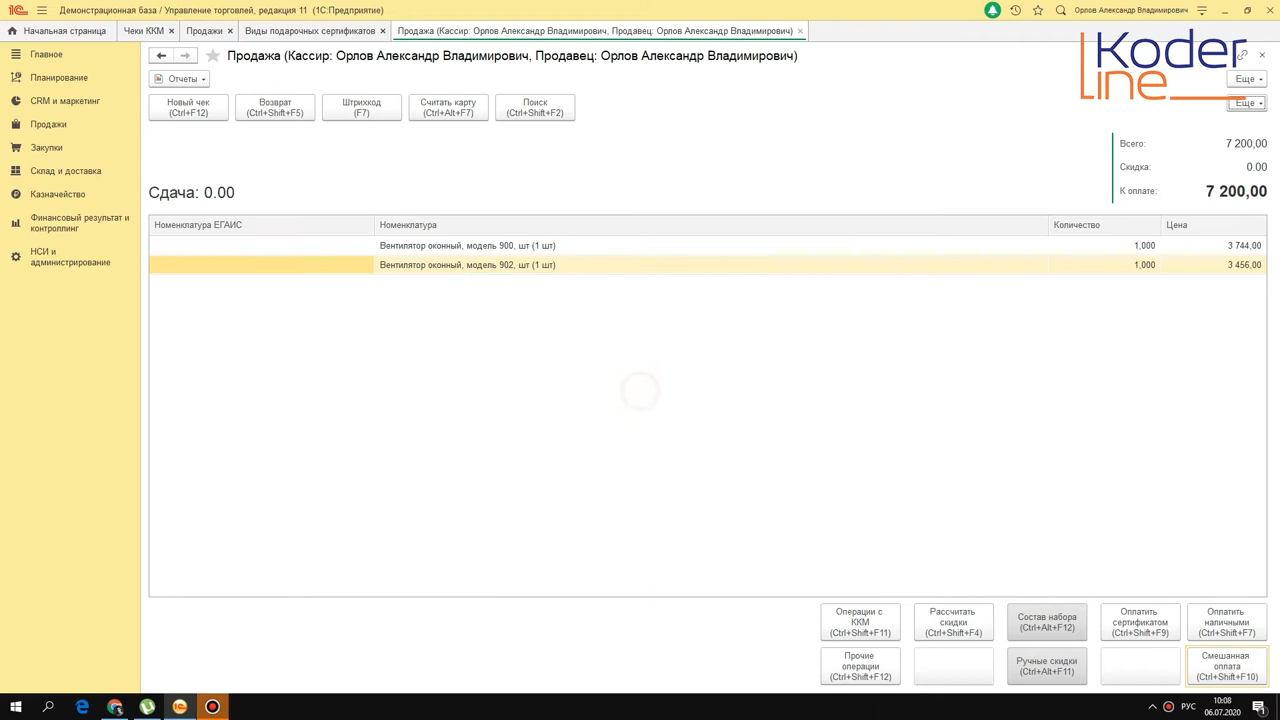 Демонстрационная база / Управление торговлей, редакция 11 (1С:Предприятие)
Орлов Александр Владимирович
Начальная страница
Чеки ККМ
Продажи
Виды подарочных сертификатов
Продажа (Кассир: Орлов Александр Владимирович, Продавец: Орлов Александр Владимирович)
Koder
line
Главное
Планирование
CRM и маркетинг
Продажи
Закупки
Склад и доставка
Казначейство
Финансовый результат и
контроллинг
НСИ и
администрирование
Продажа (Кассир: Орлов Александр Владимирович, Продавец: Орлов Александр Владимирович)
Отчеты
Еще
Новый чек
(Ctrl+F12)
Возврат
(Ctrl+Shift+F5)
Штрихкод
(F7)
Считать карту
(Ctrl+Alt+F7)
Поиск
(Ctrl+Shift+F2)
Еще
Всего: 7 200,00
Скидка: 0.00
К оплате: 7 200,00
Сдача: 0.00
Номенклатура ЕГАИС Номенклатура Количество Цена
Вентилятор оконный, модель 900, шт (1 шт) 1,000 3 744,00
Вентилятор оконный, модель 902, шт (1 шт) 1,000 3 456,00
Операции с
ККМ
(Ctrl+Shift+F11)
Рассчитать
скидки
(Ctrl+Shift+F4)
Состав набора
(Ctrl+Alt+F12)
Оплатить
сертификатом
(Ctrl+Shift+F9)
Оплатить
наличными
(Ctrl+Shift+F7)
Прочие
операции
(Ctrl+Shift+F12)
Ручные скидки
(Ctrl+Alt+F11)
Смешанная
оплата
(Ctrl+Shift+F10)
РУС
10:08
06.07.2020
1